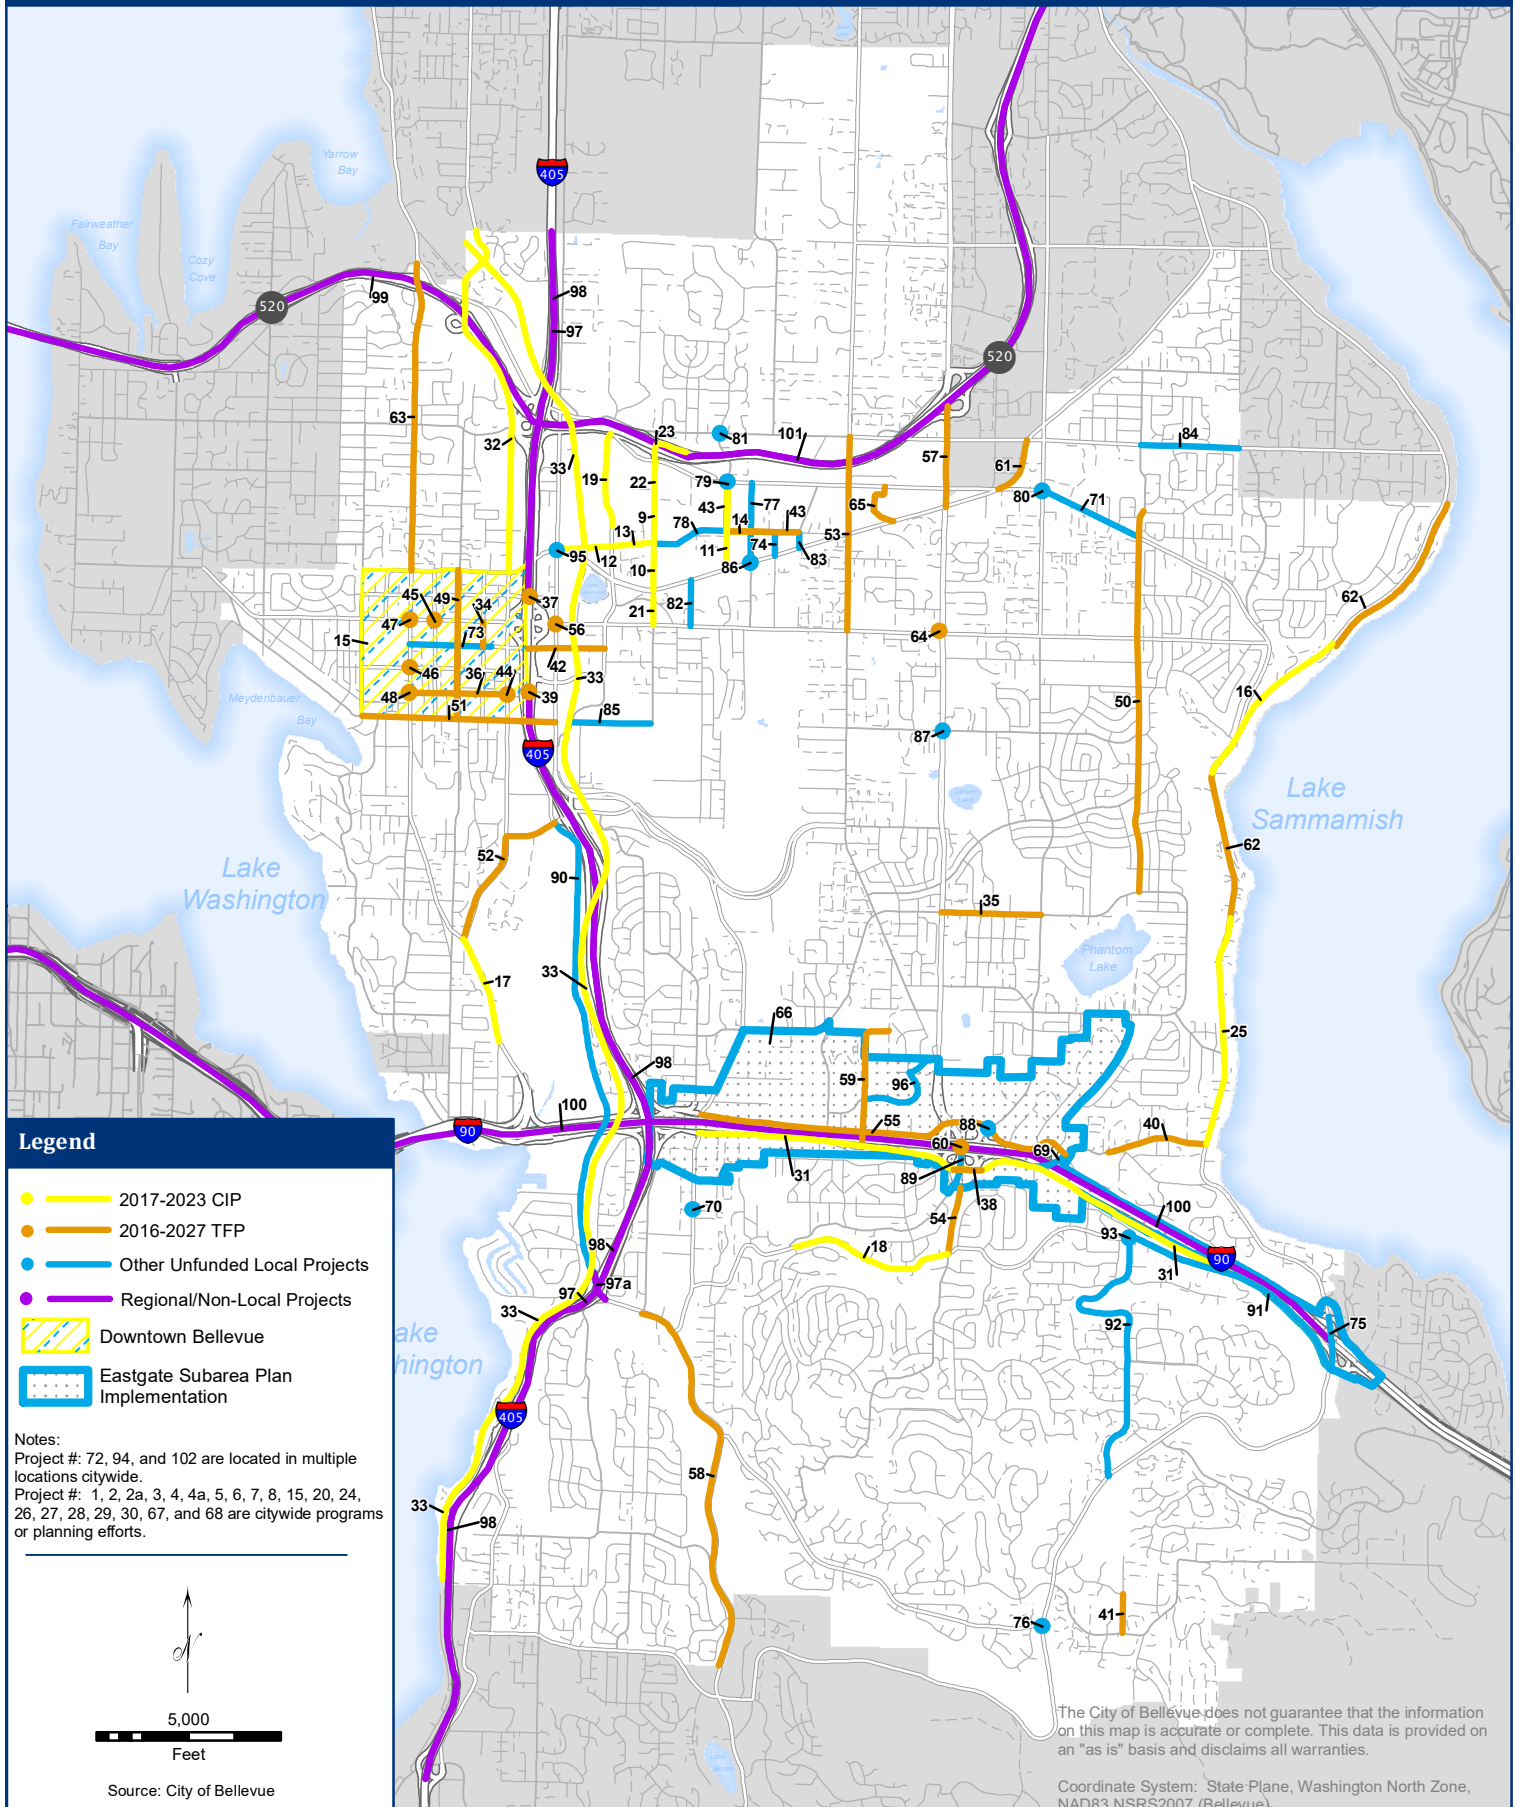 405
Yarrow
Bay
Fairweather
Bay
Cozy
Cove
520
99
98
97
520
63
32
33
23
81
101
57
61
84
19
22
79
43
77
65
80
71
9
78
14
43
53
13
95
12
11
74
83
10
86
62
45
49
34
37
82
21
47
73
56
64
15
42
46
36
44
33
16
48
39
50
Meydenbauer
Bay
51
85
87
405
Larsen
Lake
Lake
Sammamish
52
62
Lake
Washington
90
35
Phantom
Lake
33
17
66
25
98
59
96
100
55
88
40
90
60
69
31
89
38
70
54
100
18
93
98
31
90
97a
97
91
33
92
75
ake
hington
405
58
33
98
76
41
Legend
2017-2023 CIP
2016-2027 TFP
Other Unfunded Local Projects
Regional/Non-Local Projects
Downtown Bellevue
Eastgate Subarea Plan
Implementation
Notes:
Project #: 72, 94, and 102 are located in multiple
locations citywide.
Project #:  1, 2, 2a, 3, 4, 4a, 5, 6, 7, 8, 15, 20, 24,
26, 27, 28, 29, 30, 67, and 68 are citywide programs
or planning efforts.
N
5,000
Feet
Source: City of Bellevue
The City of Bellevue does not guarantee that the information
on this map is accurate or complete. This data is provided on
an "as is" basis and disclaims all warranties.
Coordinate System:  State Plane, Washington North Zone,
NAD83 NSRS2007 (Bellevue)